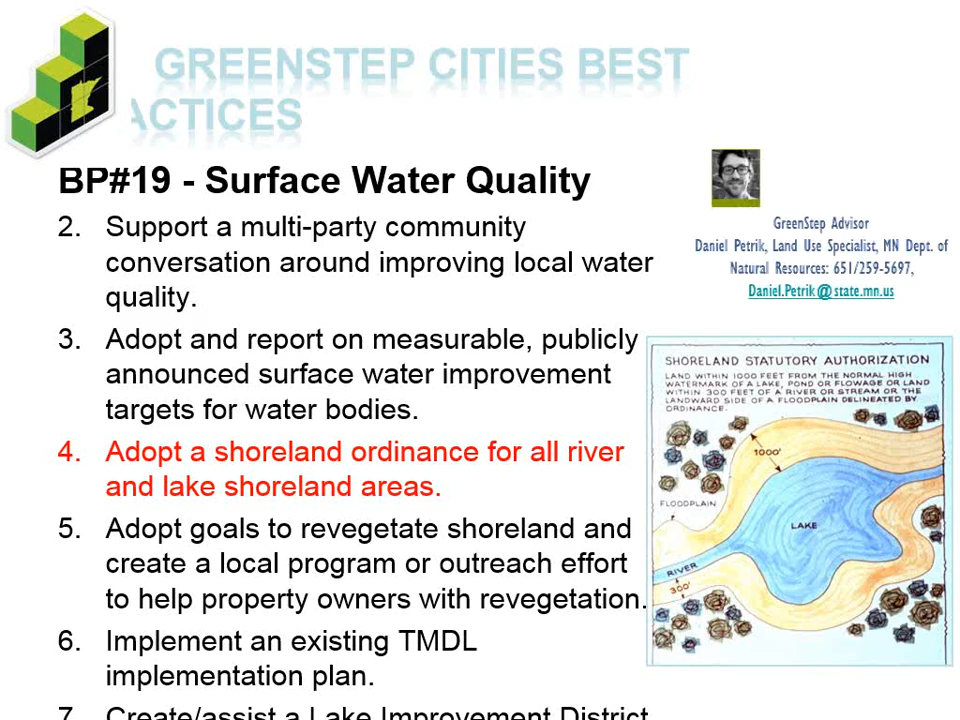 GREENSTEP CITIES BEST
ACTICES
BP#19 - Surface Water Quality
2. Support a multi-party community
conversation around improving local water
quality.
3. Adopt and report on measurable, publicly
announced surface water improvement
targets for water bodies.
4. Adopt a shoreland ordinance for all river
and lake shoreland areas.
5. Adopt goals to revegetate shoreland and
create a local program or outreach effort
to help property owners with revegetation.
6. Implement an existing TMDL
implementation plan.
7. Create/assist a Lake Improvement District
GreenStep Advisor
Daniel Petrik, Land Use Specialist, MN Dept. of
Natural Resources: 651/259-5697,
Daniel.Petrik@state.mn.us
SHORELAND STATUTORY AUTHORIZATION
LAND WITHIN 1000 FEET FROM THE NORMAL HIGH
WATERMARK OF A LAKE, POND OR FLOWAGE OR LAND
WITHIN 300 FEET OF A RIVER OR STREAM OR THE
LANDWARD SIDE OF A FLOODPLAIN DELINEATED BY
ORDINANCE.
1000'
FLOODPLAIN
LAKE
RIVER
300'